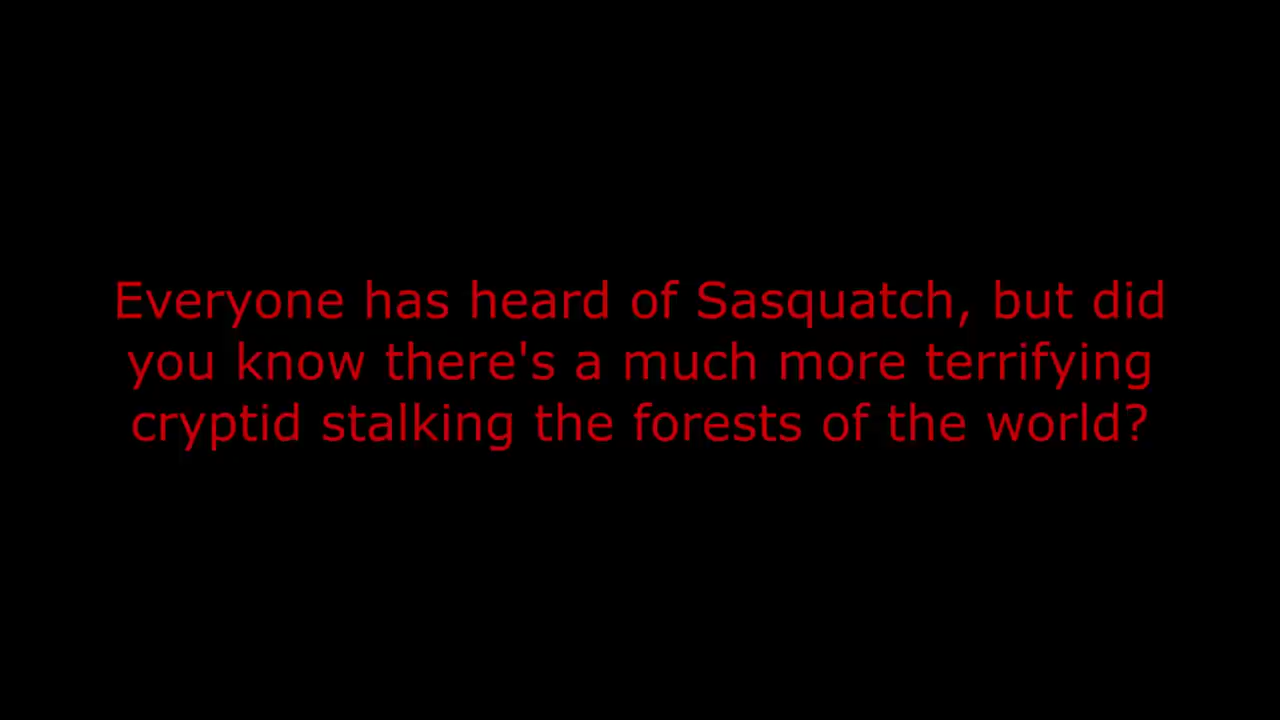 Everyone has heard of Sasquatch, but did
you know there's a much more terrifying
cryptid stalking the forests of the world?